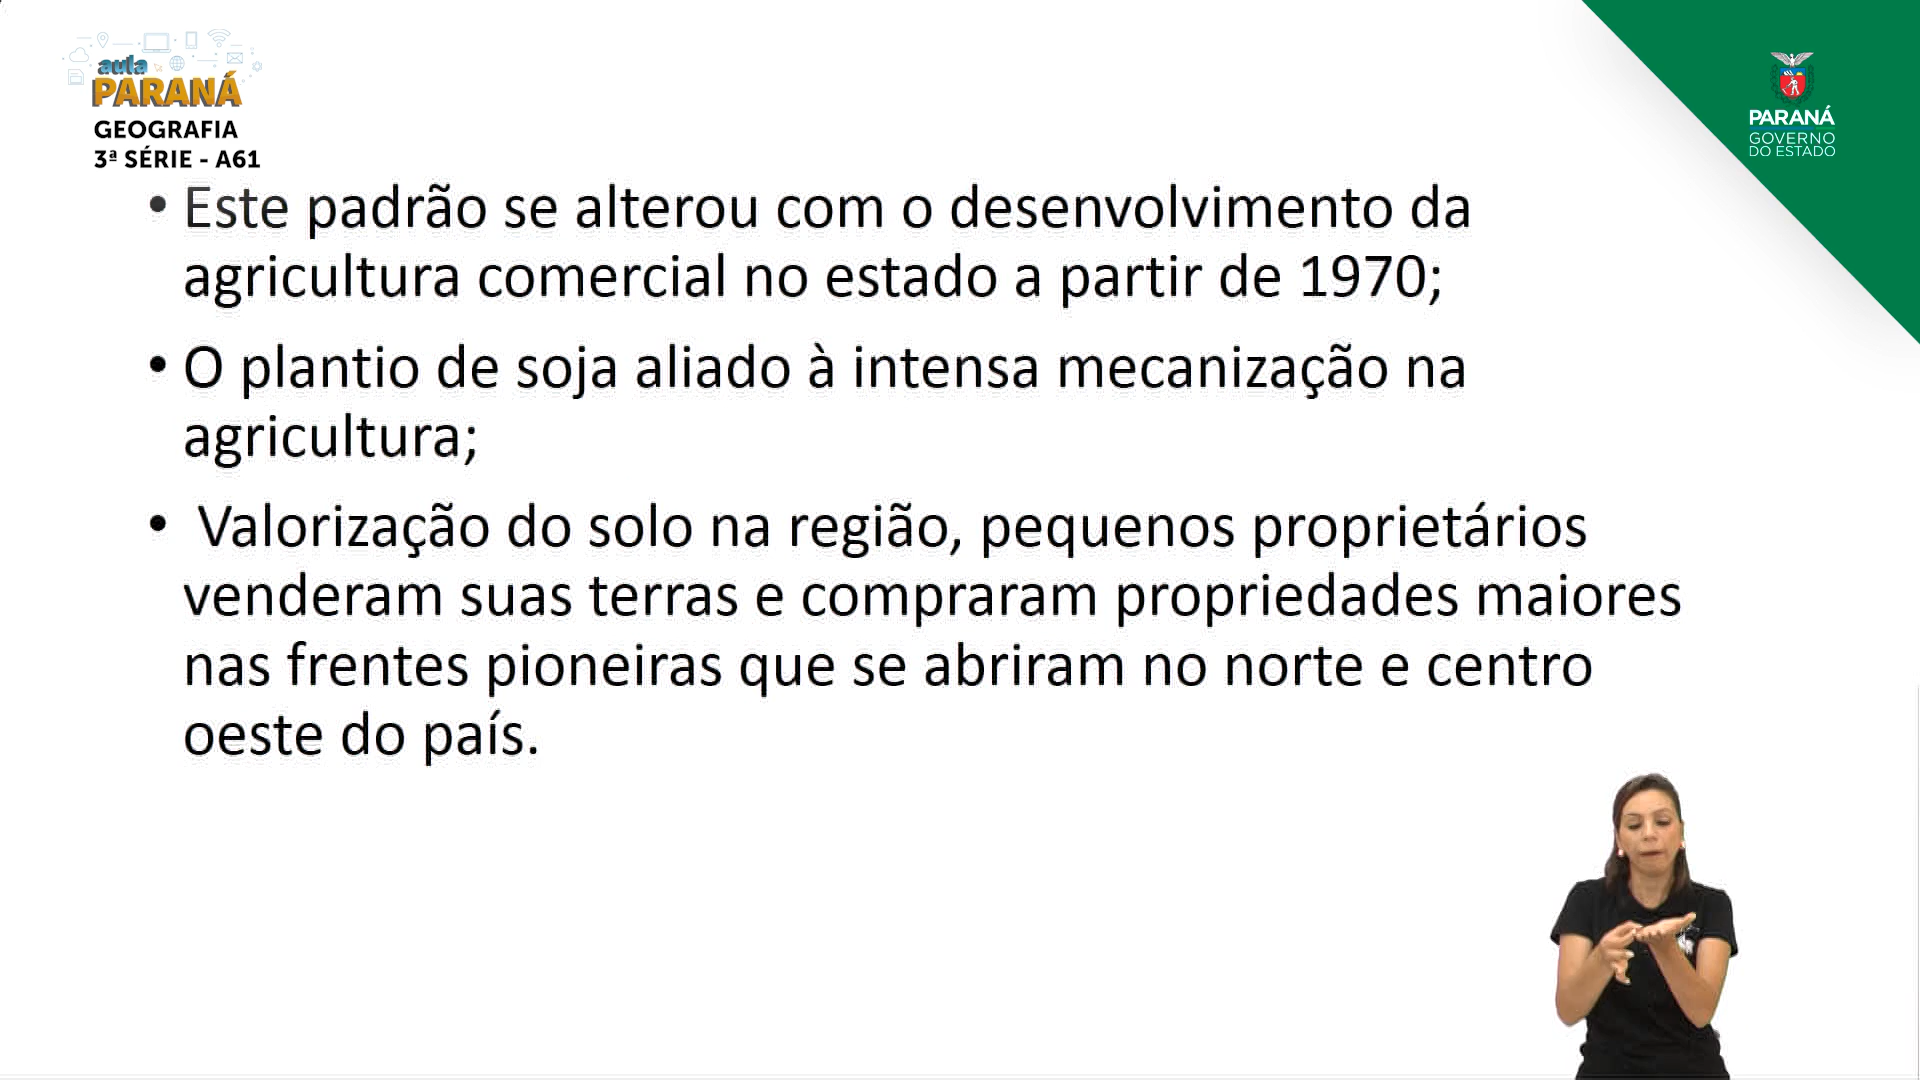 aula
PARANÁ
GEOGRAFIA
3ª SÉRIE - A61
PARANÁ
GOVERNO
DO ESTADO
• Este padrão se alterou com o desenvolvimento da
agricultura comercial no estado a partir de 1970;
• O plantio de soja aliado à intensa mecanização na
agricultura;
• Valorização do solo na região, pequenos proprietários
venderam suas terras e compraram propriedades maiores
nas frentes pioneiras que se abriram no norte e centro
oeste do país.